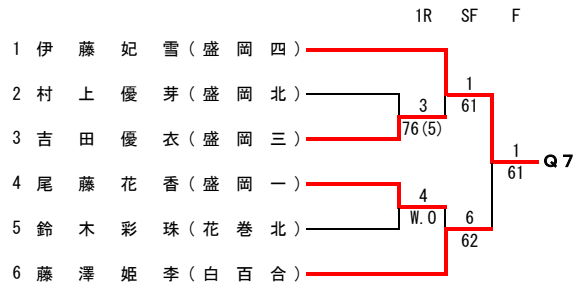 1R SF F
1 伊藤妃雪(盛岡四)
1
2 村上優芽(盛岡北)
3 61
3 吉田優衣(盛岡三) 76(5)
1
Q7
61
4 尾藤花香(盛岡一)
4
W.O 6
5 鈴木彩珠(花巻北)
62
6 藤澤姫李(白百合)